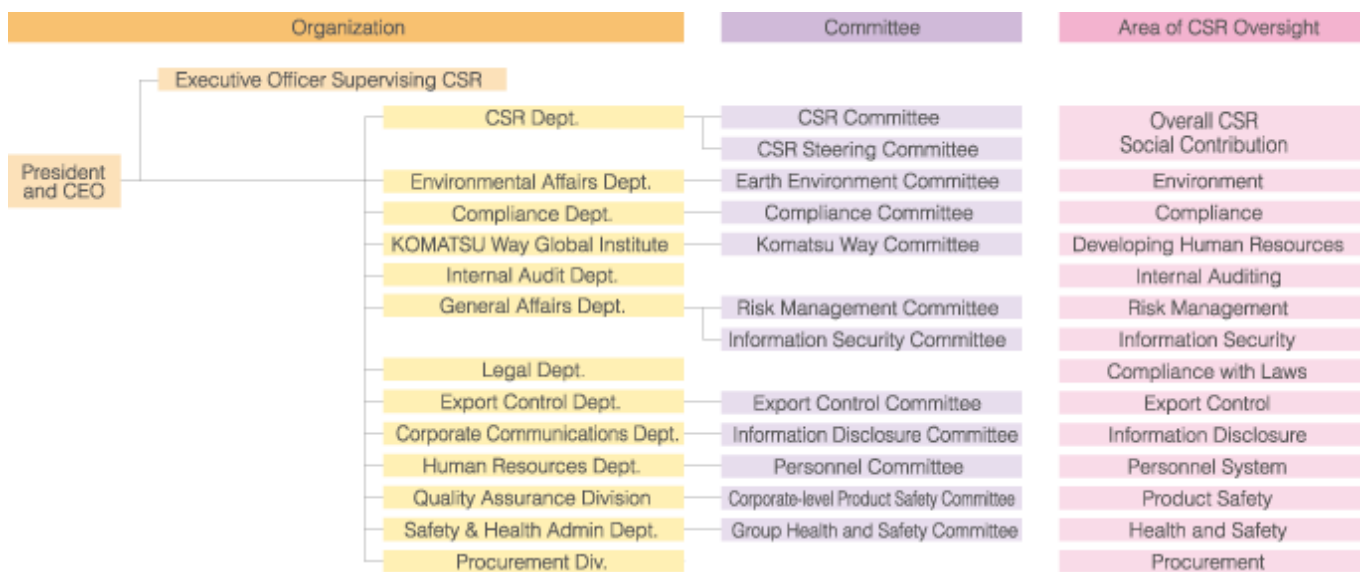 Organization
Committee
Area of CSR Oversight
Executive Officer Supervising CSR
President
and CEO
CSR Dept.
CSR Committee
Overall CSR
Social Contribution
CSR Steering Committee
Environmental Affairs Dept.
Earth Environment Committee
Environment
Compliance Dept.
Compliance Committee
Compliance
KOMATSU Way Global Institute
Komatsu Way Committee
Developing Human Resources
Internal Audit Dept.
Internal Auditing
General Affairs Dept.
Risk Management Committee
Risk Management
Information Security Committee
Information Security
Legal Dept.
Compliance with Laws
Export Control Dept.
Export Control Committee
Export Control
Corporate Communications Dept.
Information Disclosure Committee
Information Disclosure
Human Resources Dept.
Personnel Committee
Personnel System
Quality Assurance Division
Corporate-level Product Safety Committee
Product Safety
Safety & Health Admin Dept.
Group Health and Safety Committee
Health and Safety
Procurement Div.
Procurement